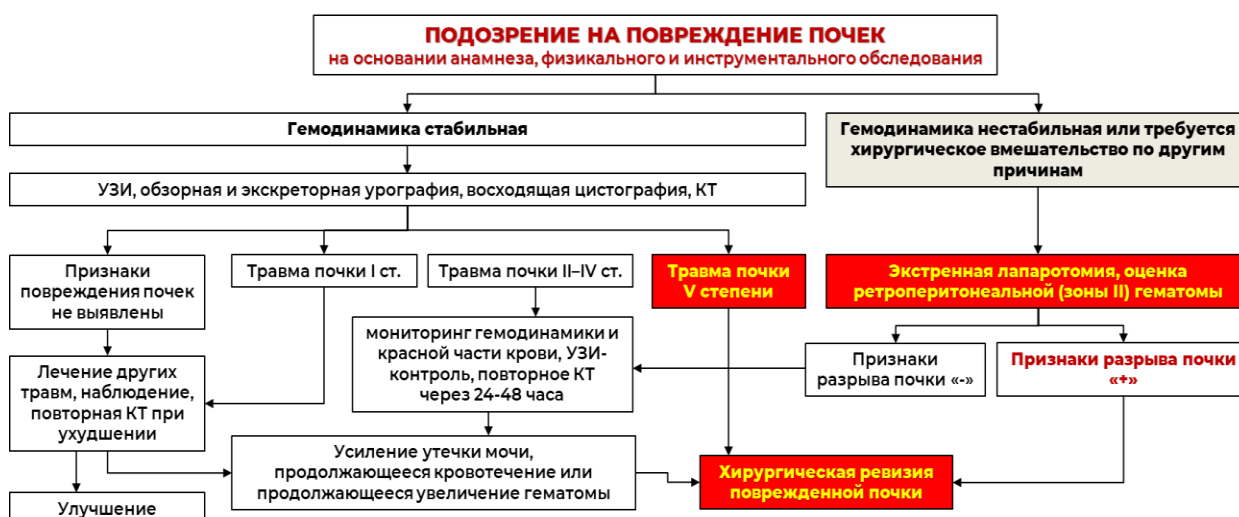 ПОДОЗРЕНИЕ НА ПОВРЕЖДЕНИЕ ПОЧЕК
на основании анамнеза, физикального и инструментального обследования
Гемодинамика стабильная
Гемодинамика нестабильная или требуется
хирургическое вмешательство по другим
причинам
УЗИ, обзорная и экскреторная урография, восходящая цистография, КТ
Признаки
повреждения почек
не выявлены
Травма почки I ст.
Травма почки II–IV ст.
Травма почки
V степени
Экстренная лапаротомия, оценка
ретроперитонеальной (зоны II) гематомы
мониторинг гемодинамики и
красной части крови, УЗИ-
контроль, повторное КТ
через 24-48 часа
Признаки
разрыва почки «-»
Признаки разрыва почки
«+»
Лечение других
травм, наблюдение,
повторная КТ при
ухудшении
Усиление утечки мочи,
продолжающееся кровотечение или
продолжающееся увеличение гематомы
Хирургическая ревизия
поврежденной почки
Улучшение